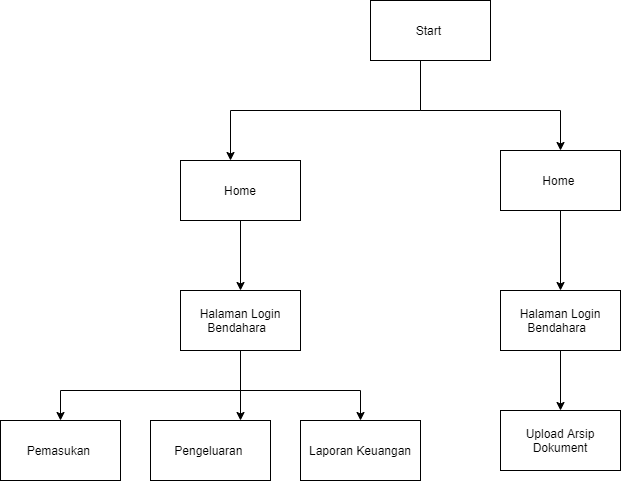 Start
Home
Home
Halaman Login
Bendahara
Halaman Login
Bendahara
Pemasukan
Pengeluaran
Laporan Keuangan
Upload Arsip
Dokument